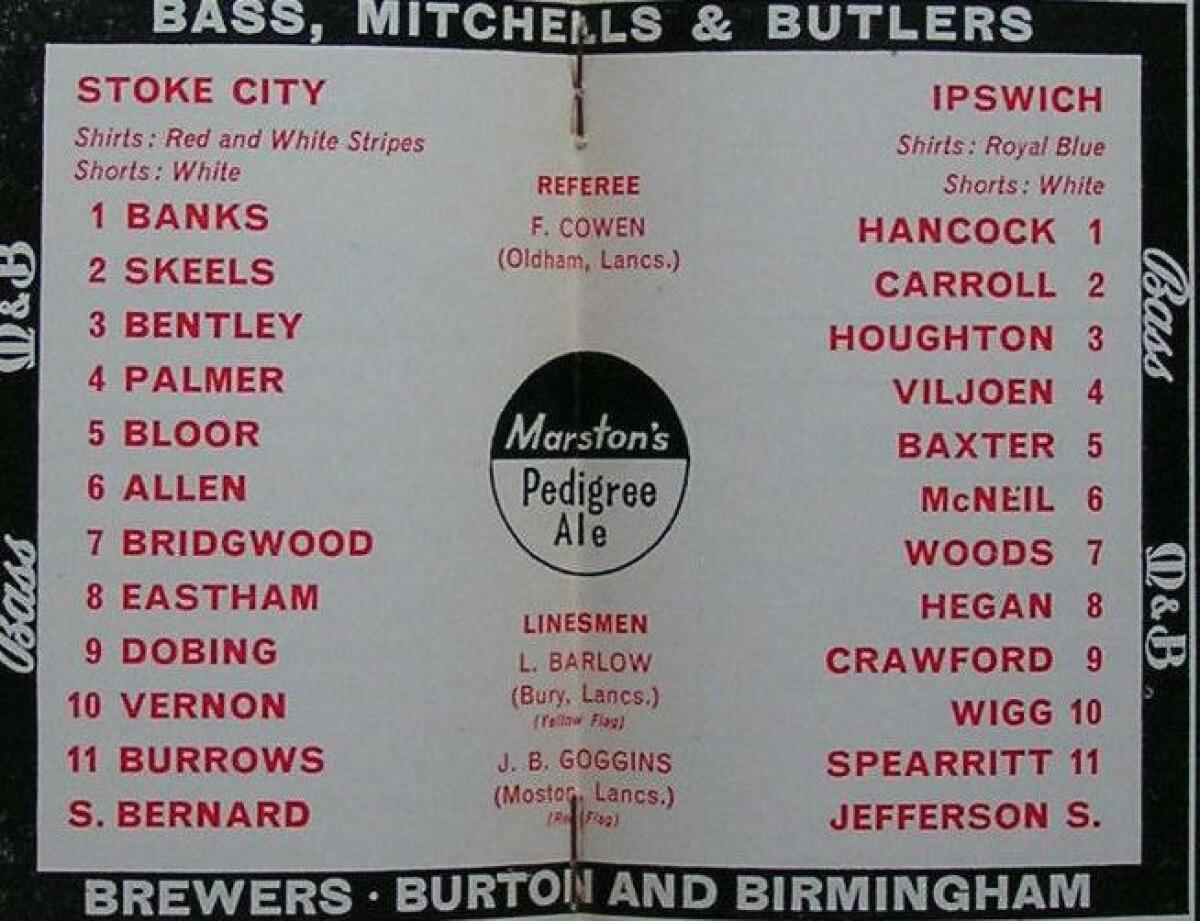 BASS, MITCHELLS & BUTLERS
STOKE CITY
Shirts: Red and White Stripes
Shorts: White
1 BANKS
2 SKEELS
3 BENTLEY
4 PALMER
5 BLOOR
6 ALLEN
7 BRIDGWOOD
8 EASTHAM
9 DOBING
10 VERNON
11 BURROWS
S. BERNARD
REFEREE
F. COWEN
(Oldham, Lancs.)
Marston's
Pedigree
Ale
LINESMEN
L. BARLOW
(Bury, Lancs.)
(Yellow Flag)
J. B. GOGGINS
(Moston, Lancs.)
(Red Flag)
IPSWICH
Shirts: Royal Blue
Shorts: White
HANCOCK 1
CARROLL 2
HOUGHTON 3
VILJOEN 4
BAXTER 5
McNEIL 6
WOODS 7
HEGAN 8
CRAWFORD 9
WIGG 10
SPEARRITT 11
JEFFERSON S.
M&B
Bass
Bass
M&B
BREWERS · BURTON AND BIRMINGHAM